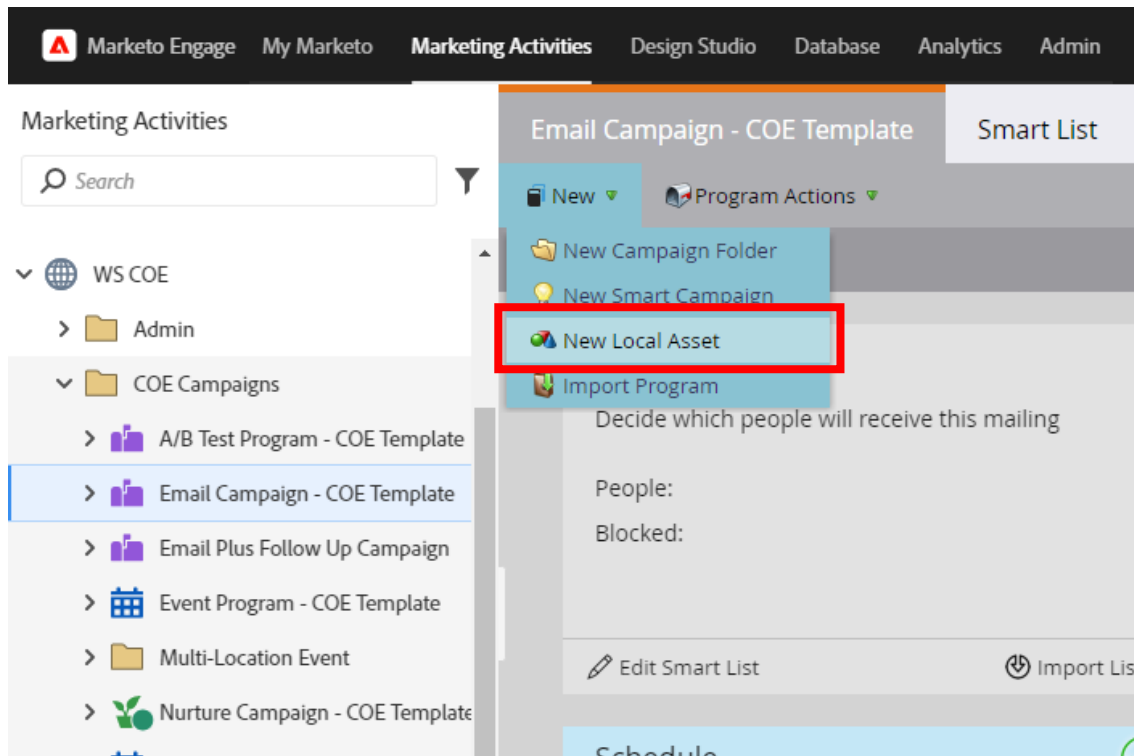 Marketo Engage My Marketo Marketing Activities Design Studio Database Analytics Admin
Marketing Activities
Search
WS COE
Admin
COE Campaigns
A/B Test Program - COE Template
Email Campaign - COE Template
Email Plus Follow Up Campaign
Event Program - COE Template
Multi-Location Event
Nurture Campaign - COE Template
Email Campaign - COE Template Smart List
New Program Actions
New Campaign Folder
New Smart Campaign
New Local Asset
Import Program
Decide which people will receive this mailing
People:
Blocked:
Edit Smart List Import Lis
Schedule